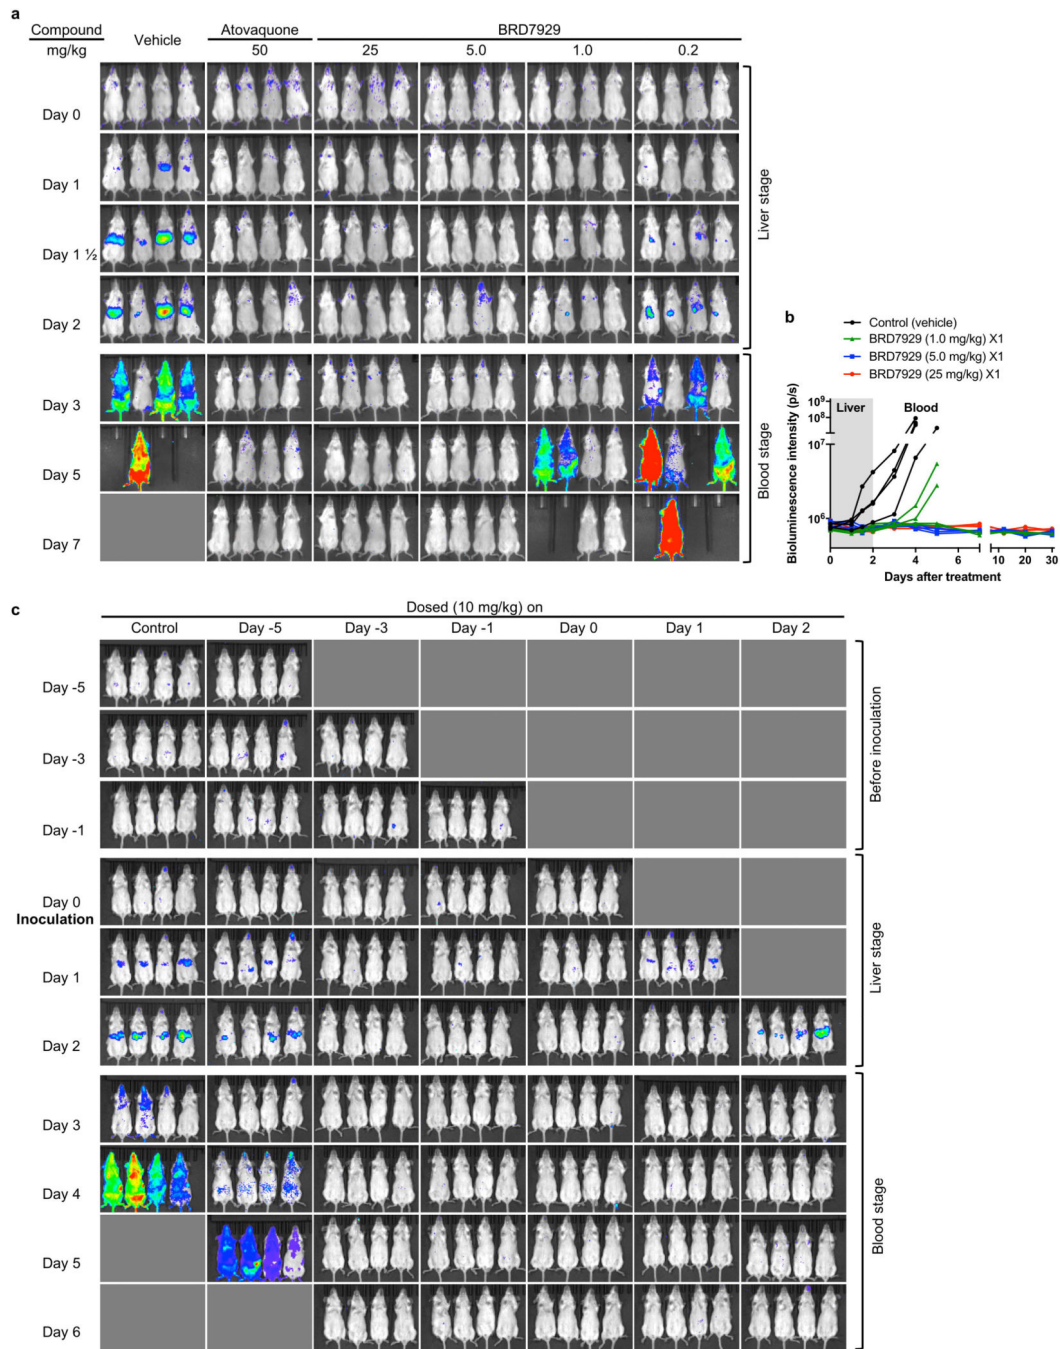 a
Compound Vehicle Atovaquone BRD7929
mg/kg 50 25 5.0 1.0 0.2
Day 0
Day 1
Day 1 ½
Day 2
Liver stage
Day 3
Day 5
Day 7
Blood stage
b
Control (vehicle)
BRD7929 (1.0 mg/kg) X1
BRD7929 (5.0 mg/kg) X1
BRD7929 (25 mg/kg) X1
Bioluminescence intensity (p/s)
10⁹
10⁸
10⁷
10⁶
Liver Blood
0 2 4 6 10 20 30
Days after treatment
c
Dosed (10 mg/kg) on
Control Day -5 Day -3 Day -1 Day 0 Day 1 Day 2
Day -5
Day -3
Day -1
Before inoculation
Day 0
Inoculation
Day 1
Day 2
Liver stage
Day 3
Day 4
Day 5
Day 6
Blood stage